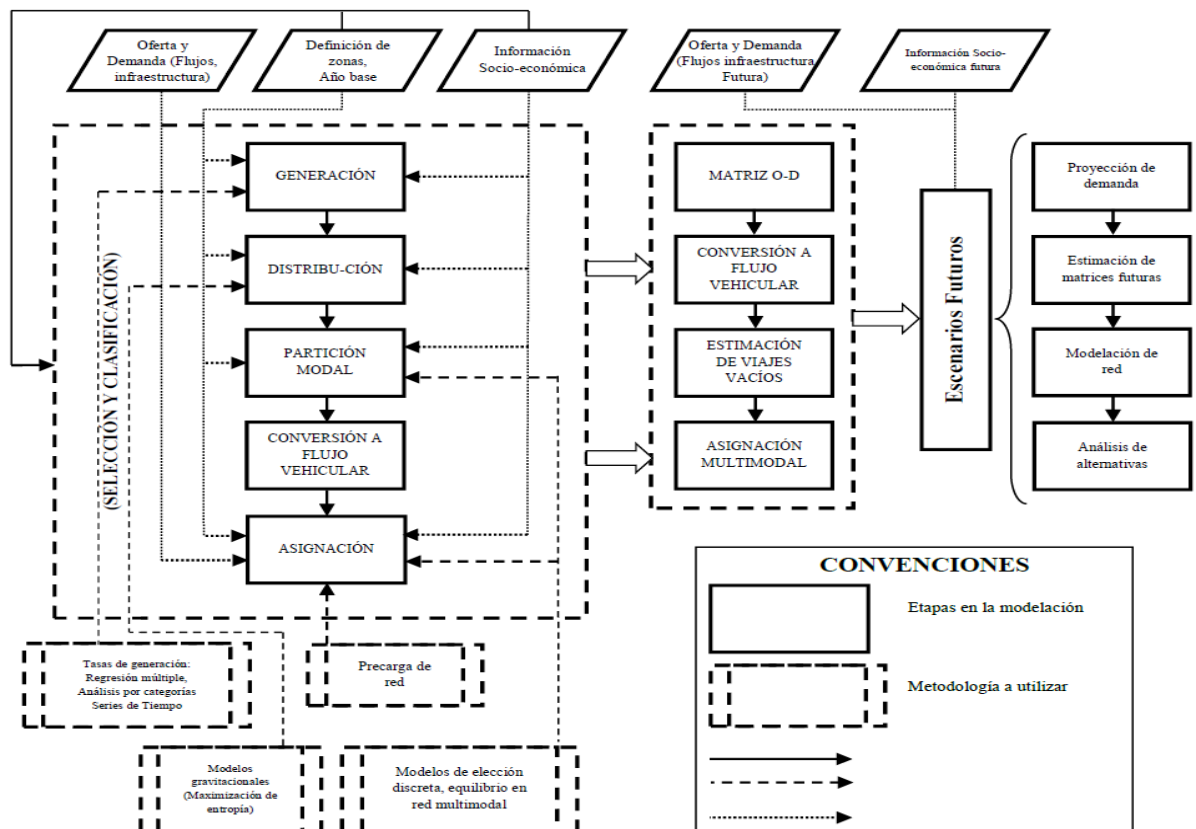 Oferta y
Demanda (Flujos,
infraestructura)
Definición de
zonas,
Año base
Información
Socio-económica
Oferta y Demanda
(Flujos infraestructura
Futura)
Información Socio-
económica futura
(SELECCIÓN Y CLASIFICACIÓN)
GENERACIÓN
DISTRIBU-CIÓN
PARTICIÓN
MODAL
CONVERSIÓN A
FLUJO
VEHICULAR
ASIGNACIÓN
MATRIZ O-D
CONVERSIÓN A
FLUJO
VEHICULAR
ESTIMACIÓN
DE VIAJES
VACÍOS
ASIGNACIÓN
MULTIMODAL
Escenarios Futuros
Proyección de
demanda
Estimación de
matrices futuras
Modelación de
red
Análisis de
alternativas
Tasas de generación:
Regresión múltiple,
Análisis por categorías
Series de Tiempo
Precarga de
red
Modelos
gravitacionales
(Maximización de
entropía)
Modelos de elección
discreta, equilibrio en
red multimodal
CONVENCIONES
Etapas en la modelación
Metodología a utilizar